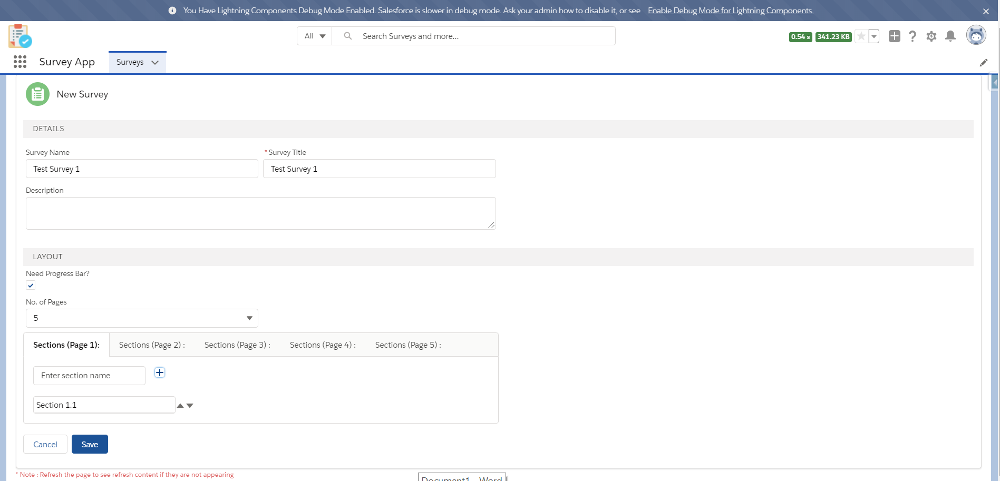 You Have Lightning Components Debug Mode Enabled. Salesforce is slower in debug mode. Ask your admin how to disable it, or see Enable Debug Mode for Lightning Components.
All Search Surveys and more...
0.54 s 341.23 KB
Survey App Surveys
New Survey
DETAILS
Survey Name * Survey Title
Test Survey 1 Test Survey 1
Description
LAYOUT
Need Progress Bar?
No. of Pages
5
Sections (Page 1): Sections (Page 2) : Sections (Page 3) : Sections (Page 4) : Sections (Page 5) :
Enter section name
Section 1.1
Cancel Save
* Note : Refresh the page to see refresh content if they are not appearing
Document1 - Word